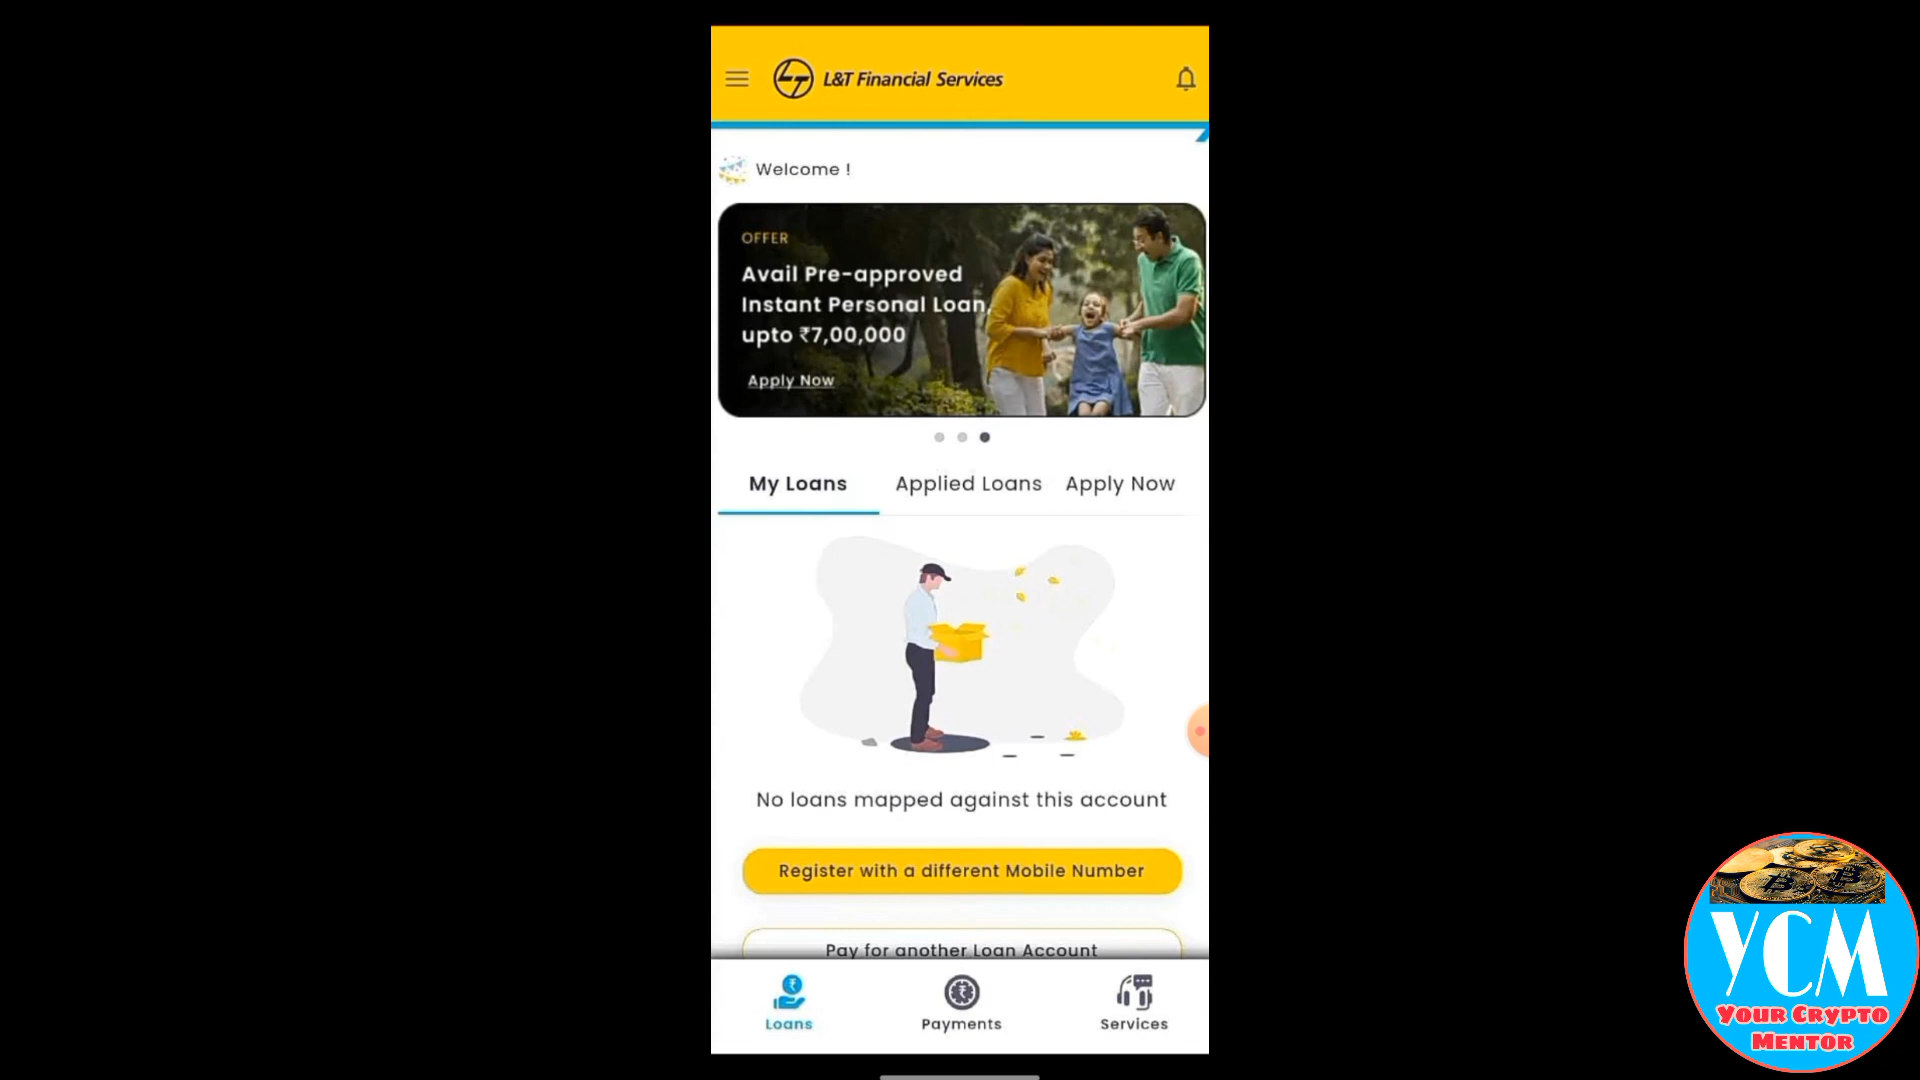 L&T Financial Services
Welcome !
OFFER
Avail Pre-approved
Instant Personal Loan,
upto ₹7,00,000
Apply Now
My Loans Applied Loans Apply Now
No loans mapped against this account
Register with a different Mobile Number
Pay for another Loan Account
Loans Payments Services
YCM
YOUR CRYPTO
MENTOR